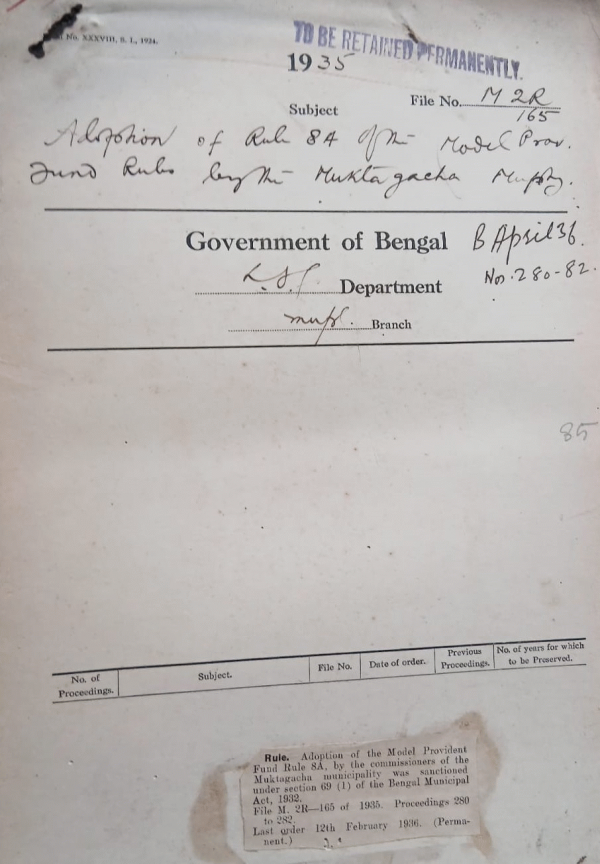 No. XXXVIII, S. I., 1924.
TO BE RETAINED PERMANENTLY.
1935
File No. M 2R/165
Subject
Adoption of Rule 8A of the Model Prov.
Fund Rules by the Muktagacha Mupty.
Government of Bengal B April 36.
Nos. 280-82.
L.S.G. Department
Mupl. Branch
85
No. of Proceedings. Subject. File No. Date of order. Previous Proceedings. No. of years for which to be Preserved.
Rule. Adoption of the Model Provident
Fund Rule 8A, by the commissioners of the
Muktagacha municipality was sanctioned
under section 69 (1) of the Bengal Municipal
Act, 1932.
File M. 2R—165 of 1935. Proceedings 280
to 282.
Last order 12th February 1936. (Perma-
nent.)